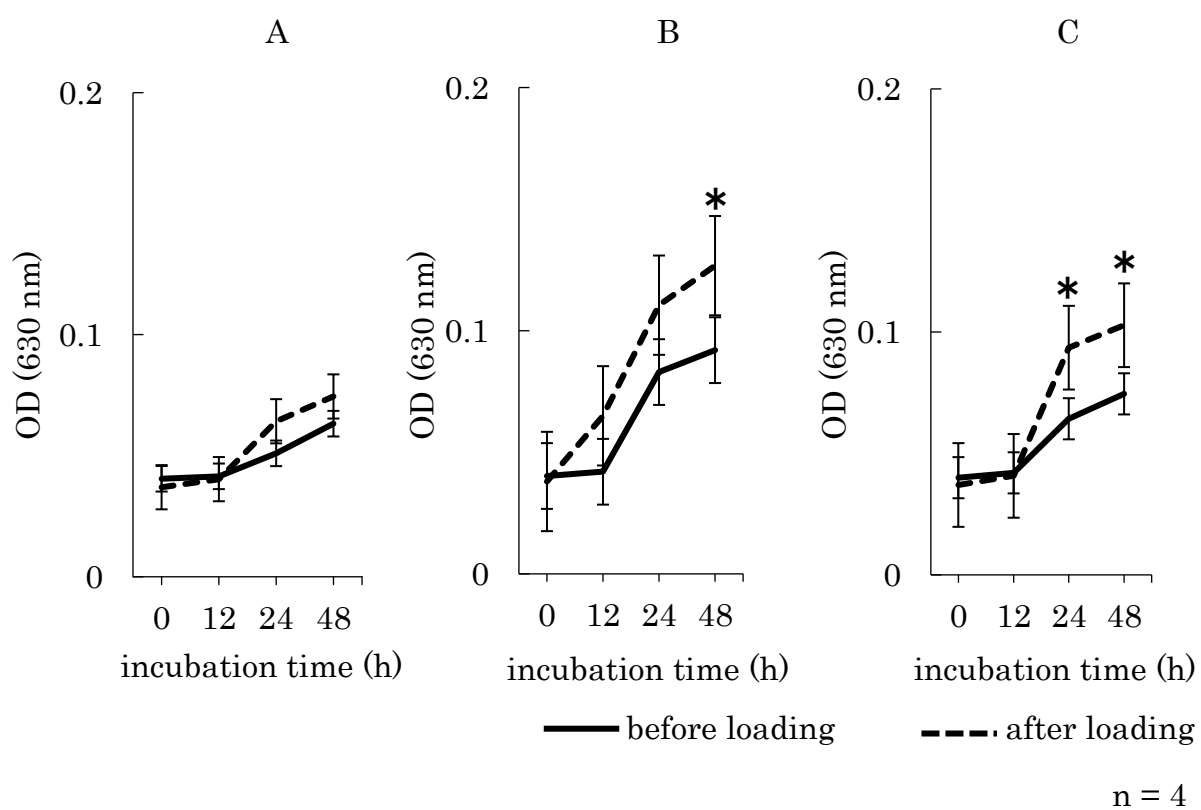 A
B
C
0.2
0.1
0
OD (630 nm)
0 12 24 48
incubation time (h)
0.2
0.1
0
OD (630 nm)
*
0 12 24 48
incubation time (h)
0.2
0.1
0
OD (630 nm)
* *
0 12 24 48
incubation time (h)
before loading
after loading
n = 4